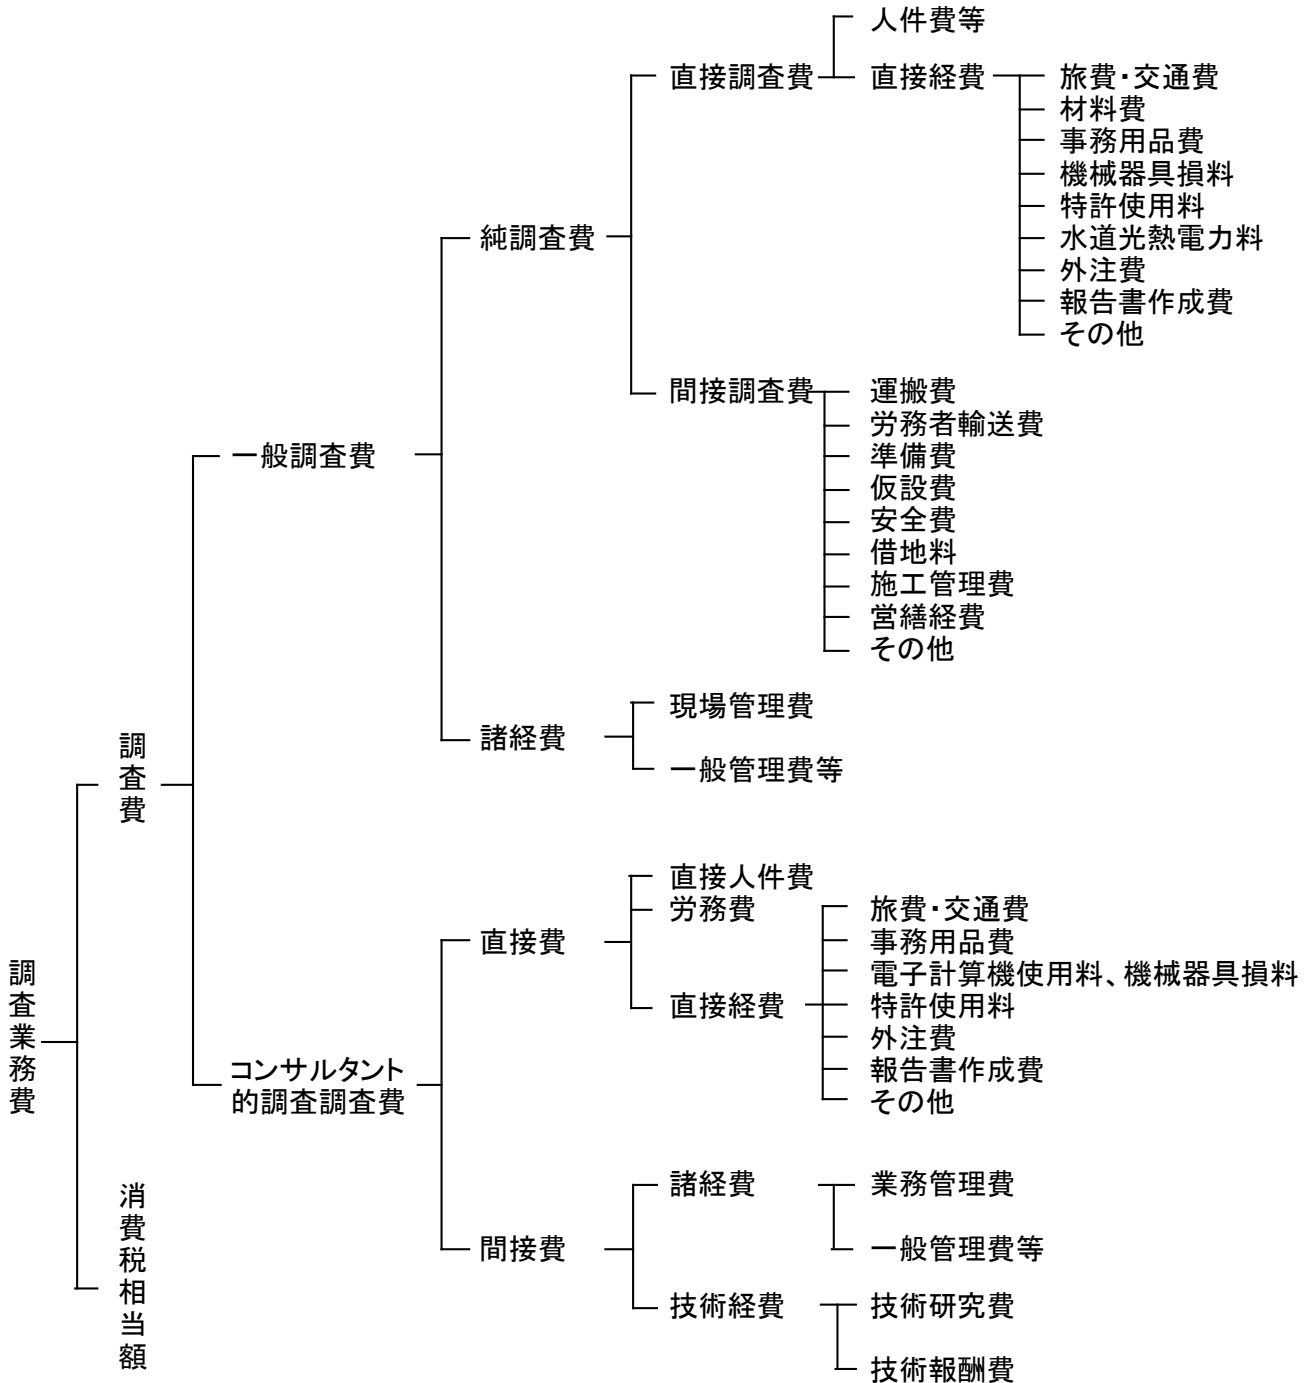 人件費等
直接調査費
直接経費
旅費・交通費
材料費
事務用品費
機械器具損料
特許使用料
水道光熱電力料
外注費
報告書作成費
その他
純調査費
間接調査費
運搬費
労務者輸送費
準備費
仮設費
安全費
借地料
施工管理費
営繕経費
その他
一般調査費
諸経費
現場管理費
一般管理費等
調査費
直接人件費
労務費
直接費
直接経費
旅費・交通費
事務用品費
電子計算機使用料、機械器具損料
特許使用料
外注費
報告書作成費
その他
調査業務費
コンサルタント
的調査調査費
間接費
諸経費
業務管理費
一般管理費等
技術経費
技術研究費
技術報酬費
消費税相当額